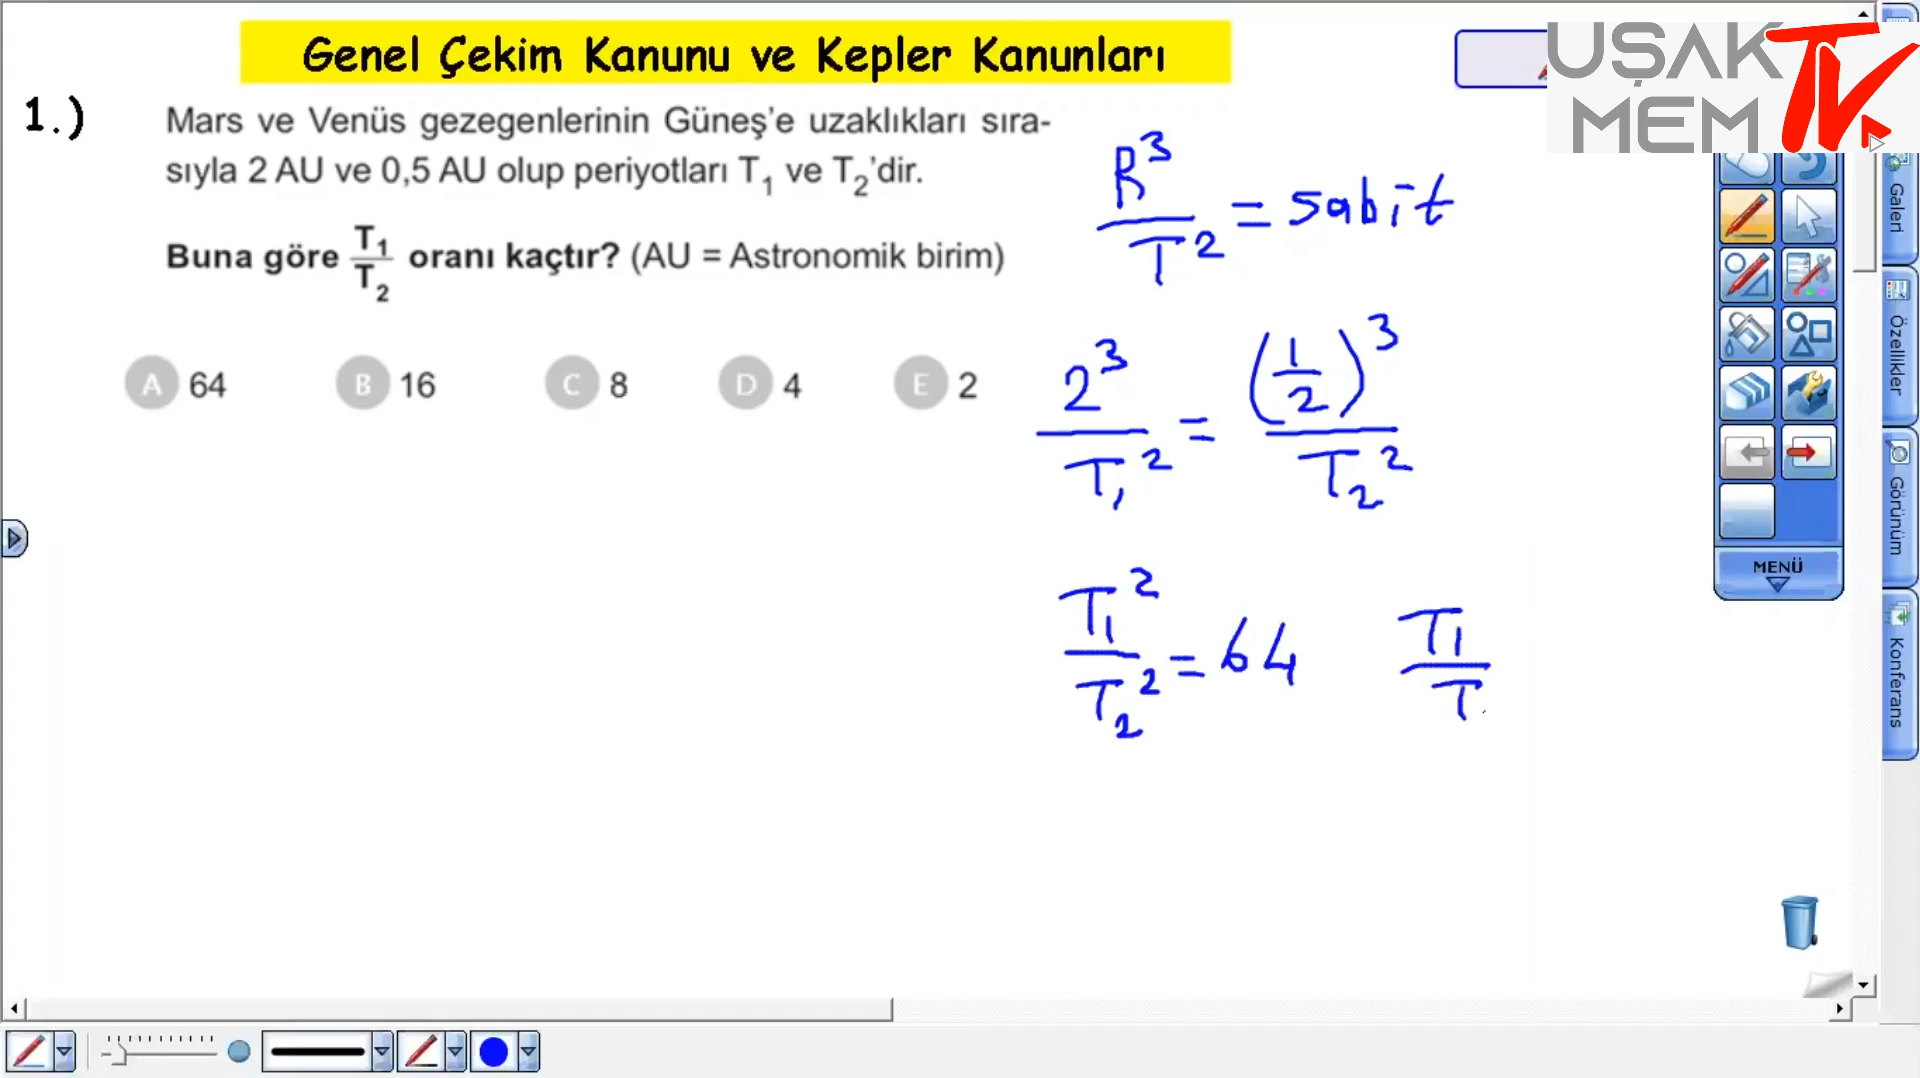 Genel Çekim Kanunu ve Kepler Kanunları
UŞAK
MEM TV
1.)
Mars ve Venüs gezegenlerinin Güneş'e uzaklıkları sıra-
sıyla 2 AU ve 0,5 AU olup periyotları T₁ ve T₂'dir.
Buna göre T₁/T₂ oranı kaçtır? (AU = Astronomik birim)
A 64 B 16 C 8 D 4 E 2
R³/T² = sabit
2³/T₁² = (1/2)³/T₂²
T₁²/T₂² = 64 T₁/T
Galeri
Özellikler
Görünüm
Konferans
MENÜ